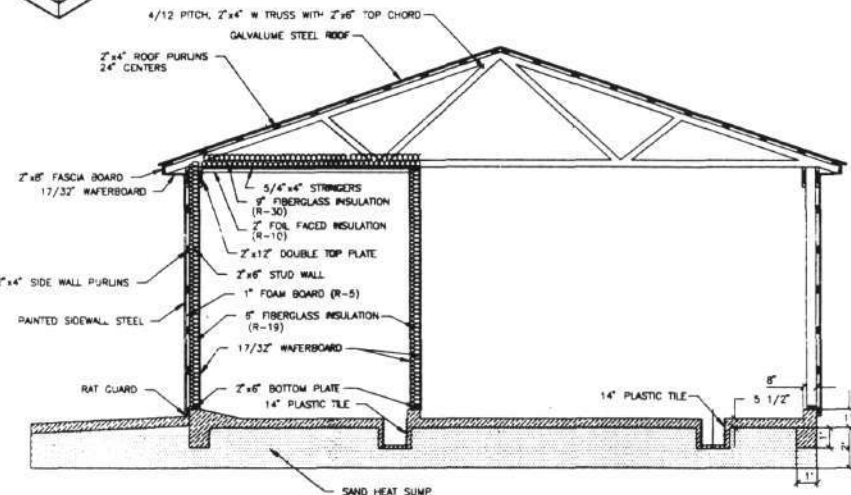 4/12 PITCH, 2"x4" W TRUSS WITH 2"x6" TOP CHORD
GALVALUME STEEL ROOF
2"x4" ROOF PURLINS
24" CENTERS
2"x8" FASCIA BOARD
17/32" WAFERBOARD
5/4"x4" STRINGERS
9" FIBERGLASS INSULATION
(R-30)
2" FOIL FACED INSULATION
(R-10)
2"x12" DOUBLE TOP PLATE
"x4" SIDE WALL PURLINS
2"x6" STUD WALL
1" FOAM BOARD (R-5)
PAINTED SIDEWALL STEEL
6" FIBERGLASS INSULATION
(R-19)
17/32" WAFERBOARD
RAT GUARD
2"x6" BOTTOM PLATE
14" PLASTIC TILE
14" PLASTIC TILE
8"
5 1/2"
1'
1'
2'
1'
SAND HEAT SUMP